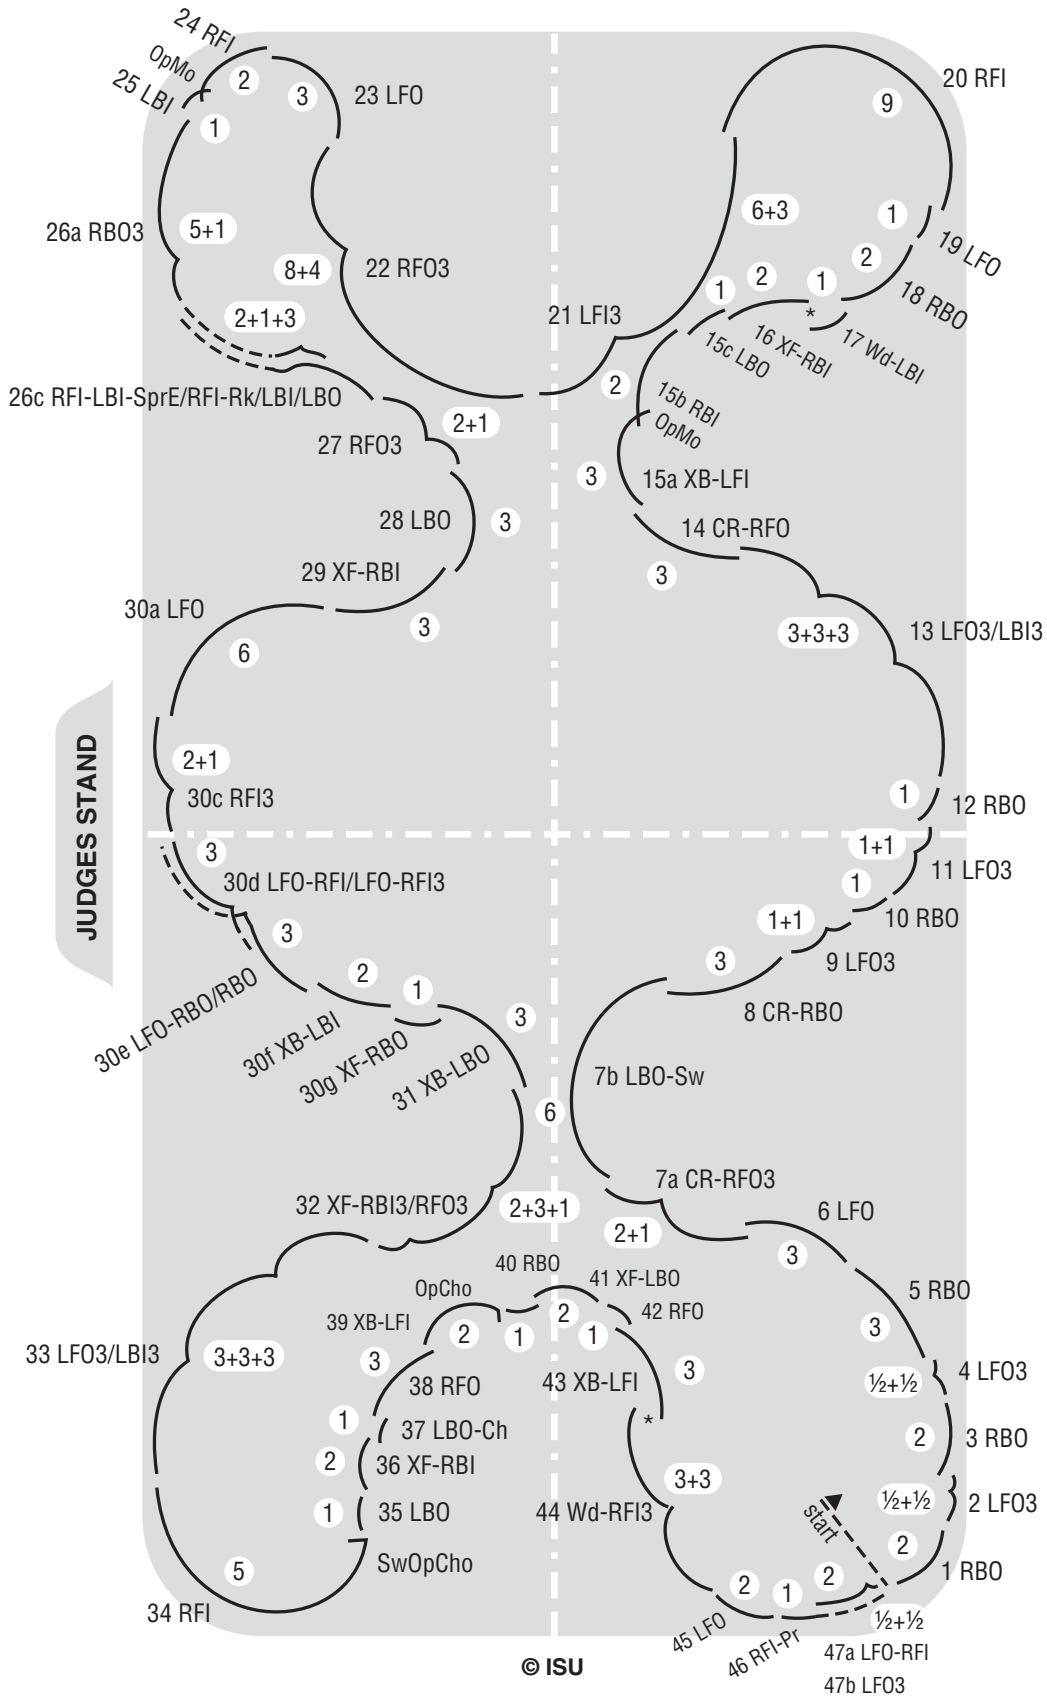 24 RFI
OpMo
25 LBI
2
3
23 LFO
1
20 RFI
9
26a RBO3
5+1
8+4
22 RFO3
6+3
1
19 LFO
2
18 RBO
2+1+3
21 LFI3
1
2
1
*
17 Wd-LBI
16 XF-RBI
15c LBO
2
15b RBI
OpMo
26c RFI-LBI-SprE/RFI-Rk/LBI/LBO
2+1
27 RFO3
3
15a XB-LFI
28 LBO
3
14 CR-RFO
29 XF-RBI
3
30a LFO
3
6
3+3+3
13 LFO3/LBI3
JUDGES STAND
2+1
30c RFI3
1
12 RBO
3
30d LFO-RFI/LFO-RFI3
1+1
11 LFO3
1
10 RBO
1+1
9 LFO3
3
8 CR-RBO
3
2
1
3
30e LFO-RBO/RBO
30f XB-LBI
30g XF-RBO
31 XB-LBO
7b LBO-Sw
6
7a CR-RFO3
32 XF-RBI3/RFO3
2+3+1
2+1
6 LFO
3
40 RBO
41 XF-LBO
OpCho
42 RFO
5 RBO
3
39 XB-LFI
2
1
2
1
33 LFO3/LBI3
3+3+3
3
38 RFO
43 XB-LFI
3
4 LFO3
½+½
1
37 LBO-Ch
*
2
3 RBO
2
36 XF-RBI
3+3
1
35 LBO
44 Wd-RFI3
½+½
2 LFO3
start
SwOpCho
2
1 RBO
5
34 RFI
2
1
2
45 LFO
46 RFI-Pr
½+½
47a LFO-RFI
47b LFO3
© ISU